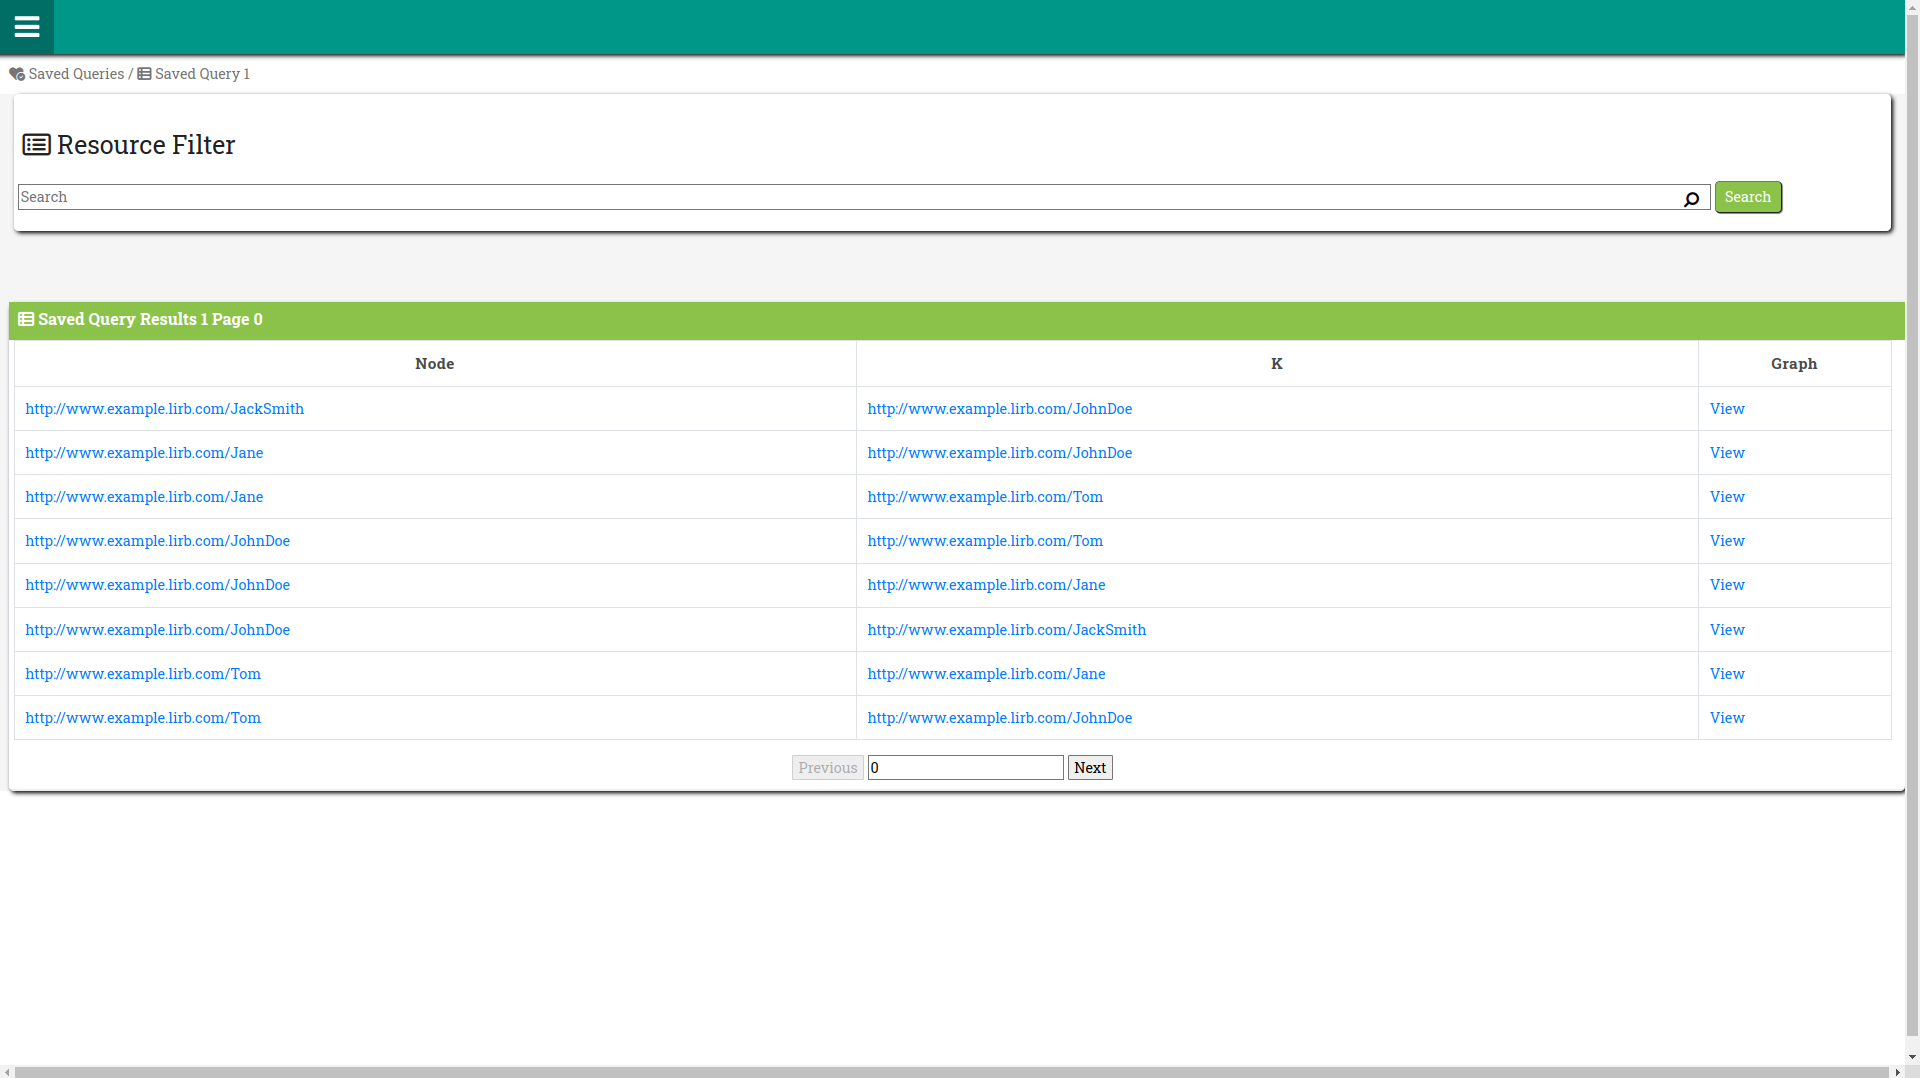 Saved Queries / Saved Query 1
Resource Filter
Search Search
Saved Query Results 1 Page 0
Node K Graph
http://www.example.lirb.com/JackSmith http://www.example.lirb.com/JohnDoe View
http://www.example.lirb.com/Jane http://www.example.lirb.com/JohnDoe View
http://www.example.lirb.com/Jane http://www.example.lirb.com/Tom View
http://www.example.lirb.com/JohnDoe http://www.example.lirb.com/Tom View
http://www.example.lirb.com/JohnDoe http://www.example.lirb.com/Jane View
http://www.example.lirb.com/JohnDoe http://www.example.lirb.com/JackSmith View
http://www.example.lirb.com/Tom http://www.example.lirb.com/Jane View
http://www.example.lirb.com/Tom http://www.example.lirb.com/JohnDoe View
Previous 0 Next